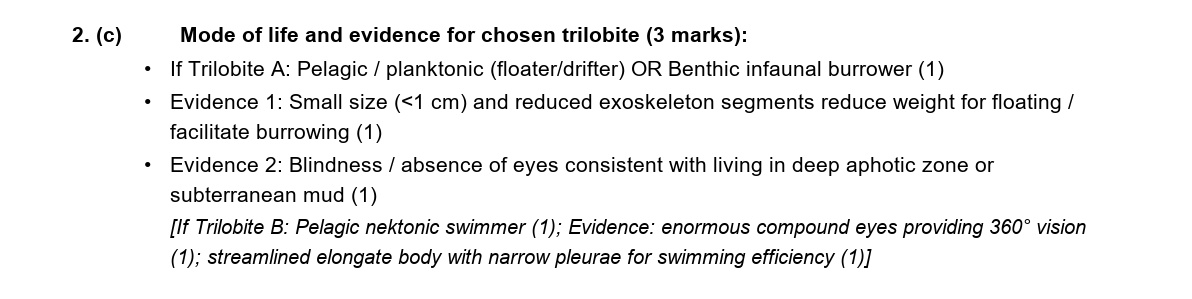 2. (c) Mode of life and evidence for chosen trilobite (3 marks):
• If Trilobite A: Pelagic / planktonic (floater/drifter) OR Benthic infaunal burrower (1)
• Evidence 1: Small size (<1 cm) and reduced exoskeleton segments reduce weight for floating /
facilitate burrowing (1)
• Evidence 2: Blindness / absence of eyes consistent with living in deep aphotic zone or
subterranean mud (1)
[If Trilobite B: Pelagic nektonic swimmer (1); Evidence: enormous compound eyes providing 360° vision
(1); streamlined elongate body with narrow pleurae for swimming efficiency (1)]